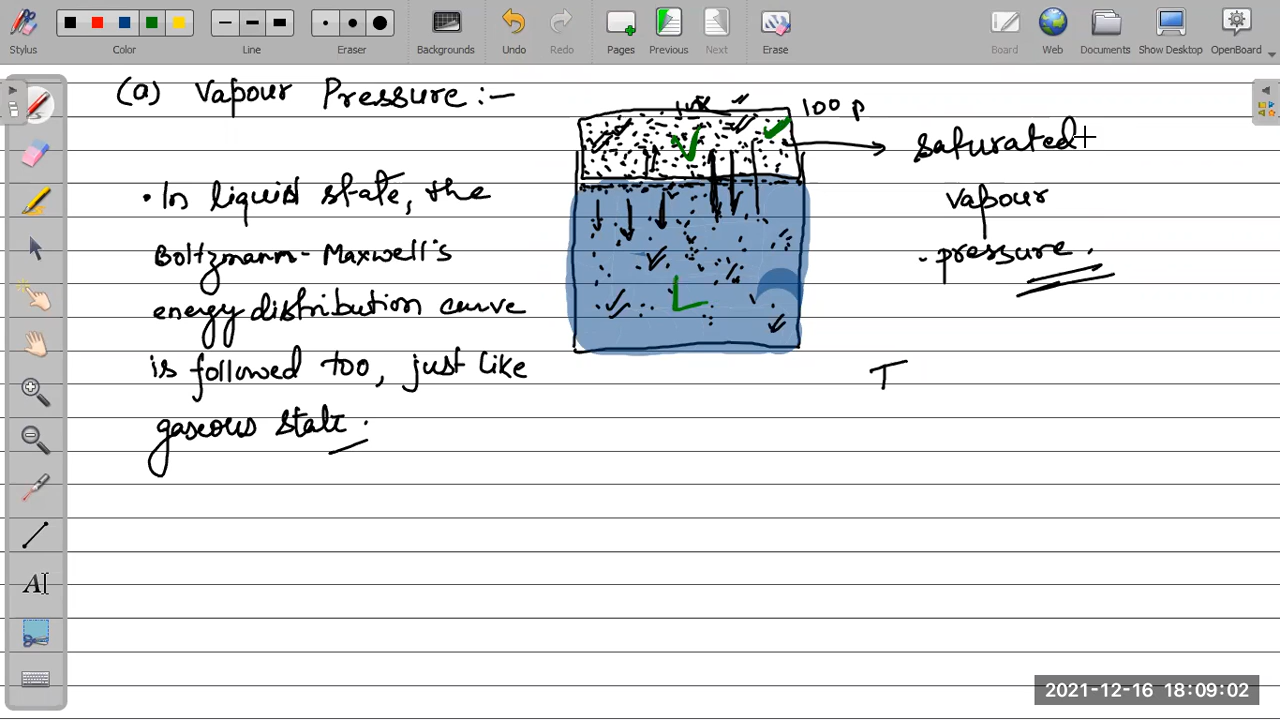 Stylus
Color
Line
Eraser
Backgrounds
Undo
Redo
Pages
Previous
Next
Erase
Board
Web
Documents
Show Desktop
OpenBoard
(a) Vapour Pressure :-
100 p
saturated
vapour
pressure.
• In liquid state, the
Boltzmann - Maxwell's
energy distribution curve
is followed too, just like
gaseous state.
V
L
T
AI
2021-12-16 18:09:02